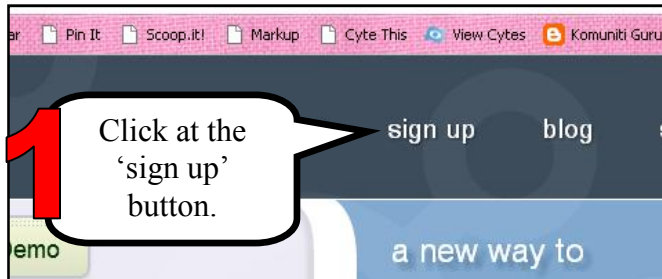 Pin It Scoop.it! Markup Cyte This View Cytes Komuniti Guru
sign up blog
1
Click at the
‘sign up’
button.
a new way to